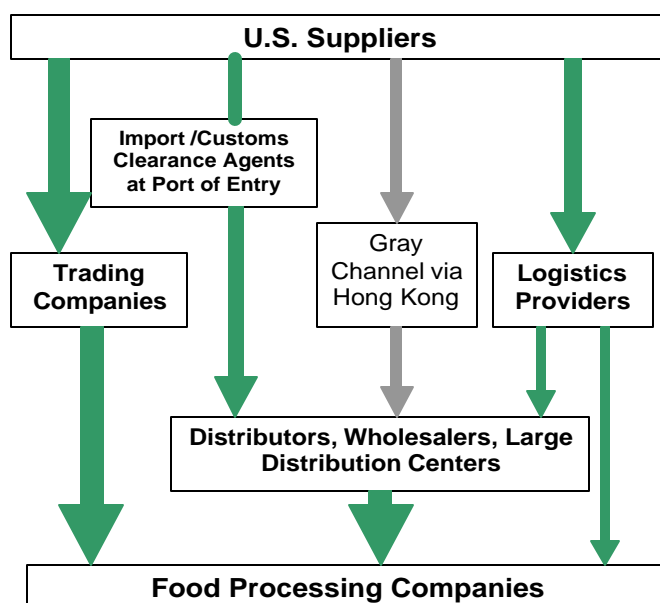 U.S. Suppliers
Import /Customs
Clearance Agents
at Port of Entry
Trading
Companies
Gray
Channel via
Hong Kong
Logistics
Providers
Distributors, Wholesalers, Large
Distribution Centers
Food Processing Companies